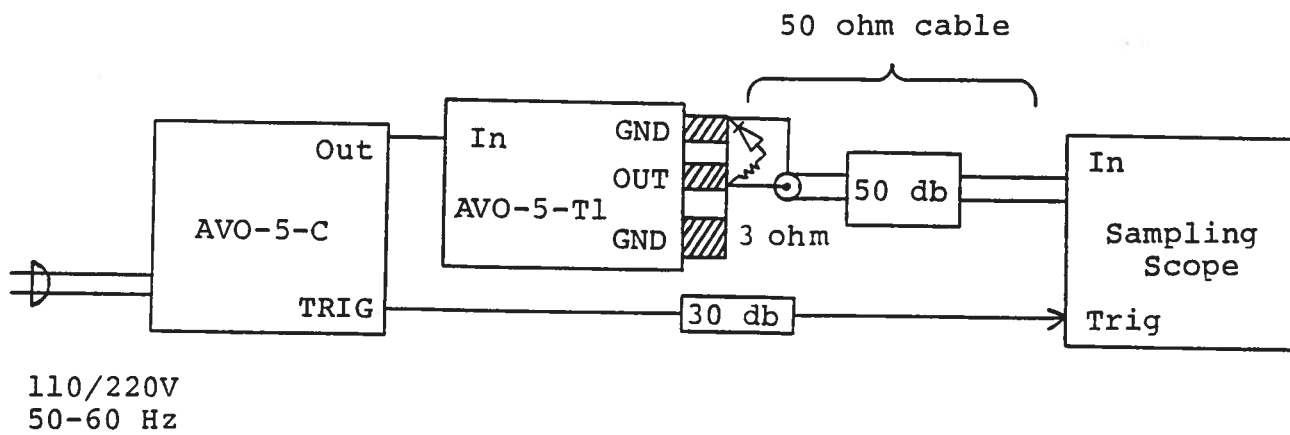 50 ohm cable
Out
AVO-5-C
TRIG
In
GND
OUT
AVO-5-T1
GND
3 ohm
50 db
30 db
In
Sampling
Scope
Trig
110/220V
50-60 Hz